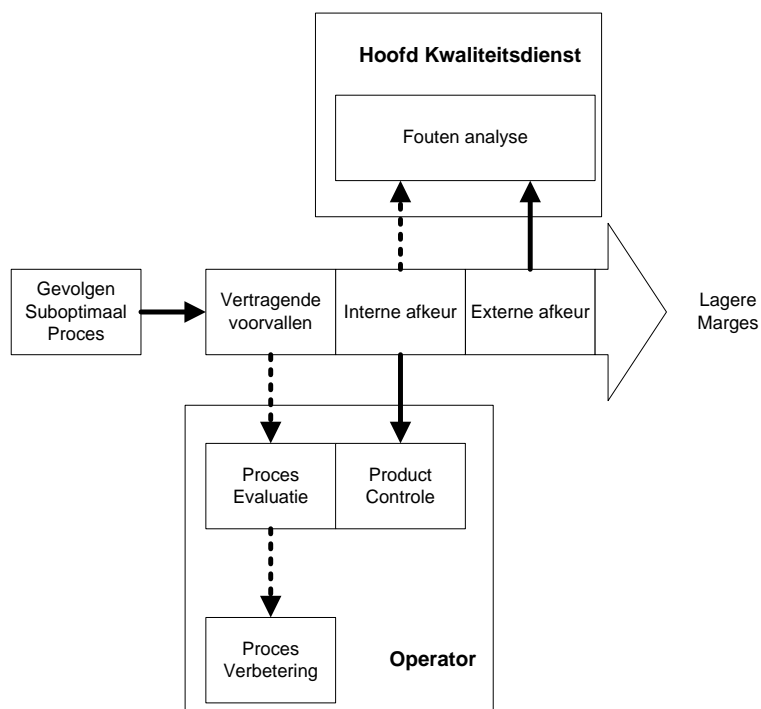 Hoofd Kwaliteitsdienst
Fouten analyse
Gevolgen
Suboptimaal
Proces
Vertragende
voorvallen
Interne afkeur
Externe afkeur
Lagere
Marges
Proces
Evaluatie
Product
Controle
Proces
Verbetering
Operator